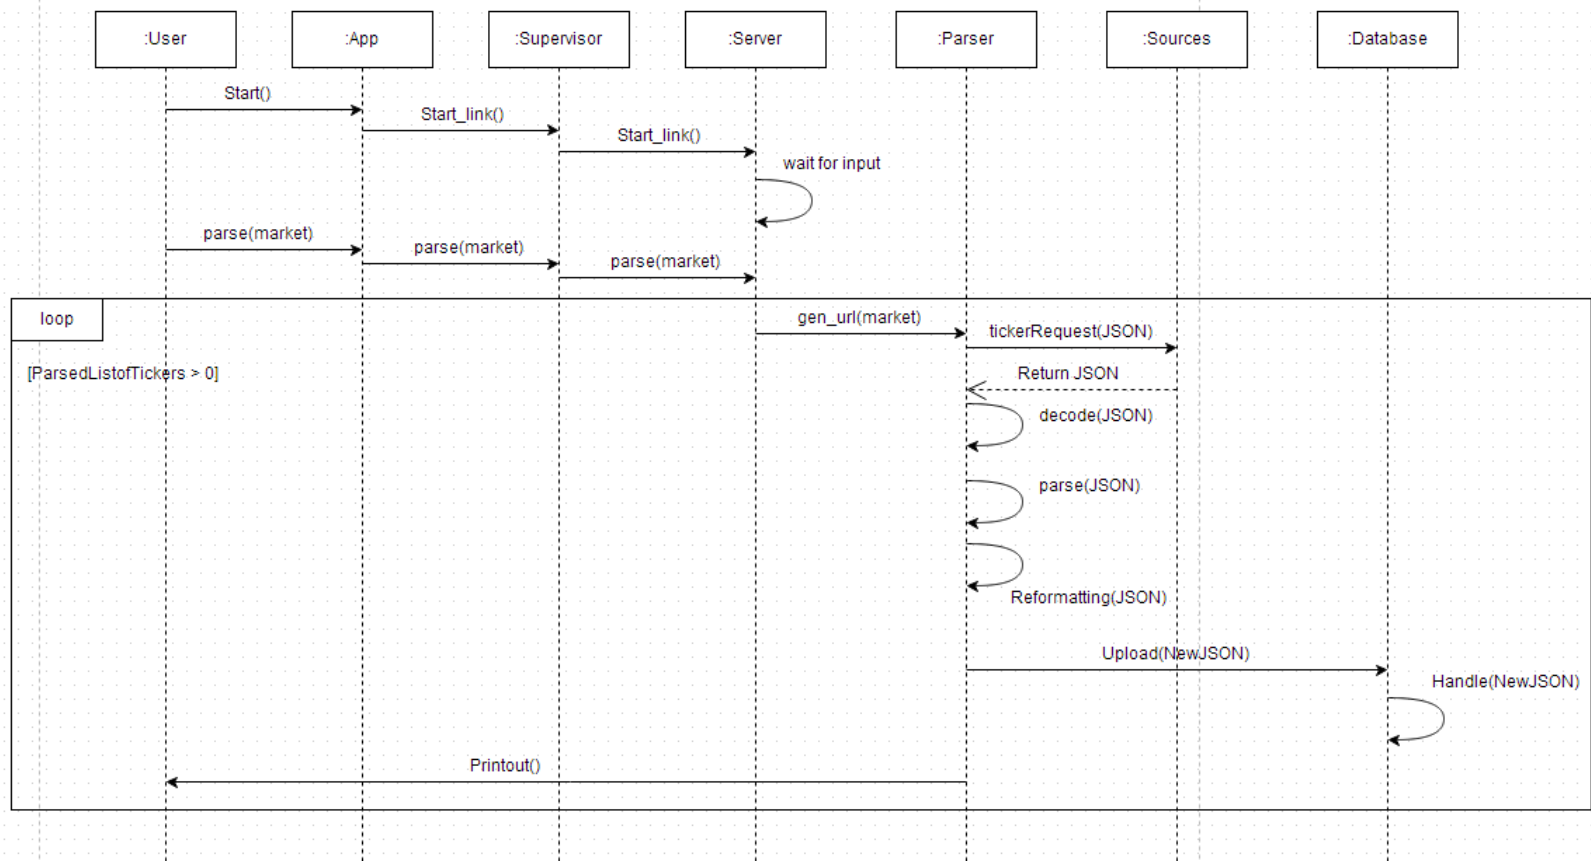 :User
:App
:Supervisor
:Server
:Parser
:Sources
:Database
Start()
Start_link()
Start_link()
wait for input
parse(market)
parse(market)
parse(market)
loop
gen_url(market)
tickerRequest(JSON)
[ParsedListofTickers > 0]
Return JSON
decode(JSON)
parse(JSON)
Reformatting(JSON)
Upload(NewJSON)
Handle(NewJSON)
Printout()